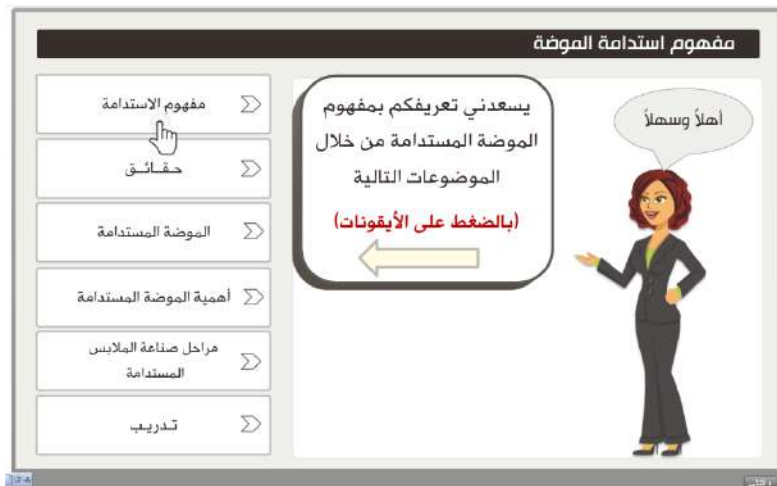 مفهوم استدامة الموضة
أهلاً وسهلاً
يسعدني تعريفكم بمفهوم
الموضة المستدامة من خلال
الموضوعات التالية
(بالضغط على الأيقونات)
مفهوم الاستدامة
حقـائـق
الموضة المستدامة
أهمية الموضة المستدامة
مراحل صناعة الملابس
المستدامة
تـدريـب